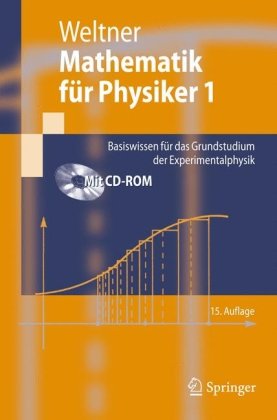 Weltner
Mathematik
für Physiker 1
Basiswissen für das Grundstudium
der Experimentalphysik
Mit CD-ROM
15. Auflage
Springer